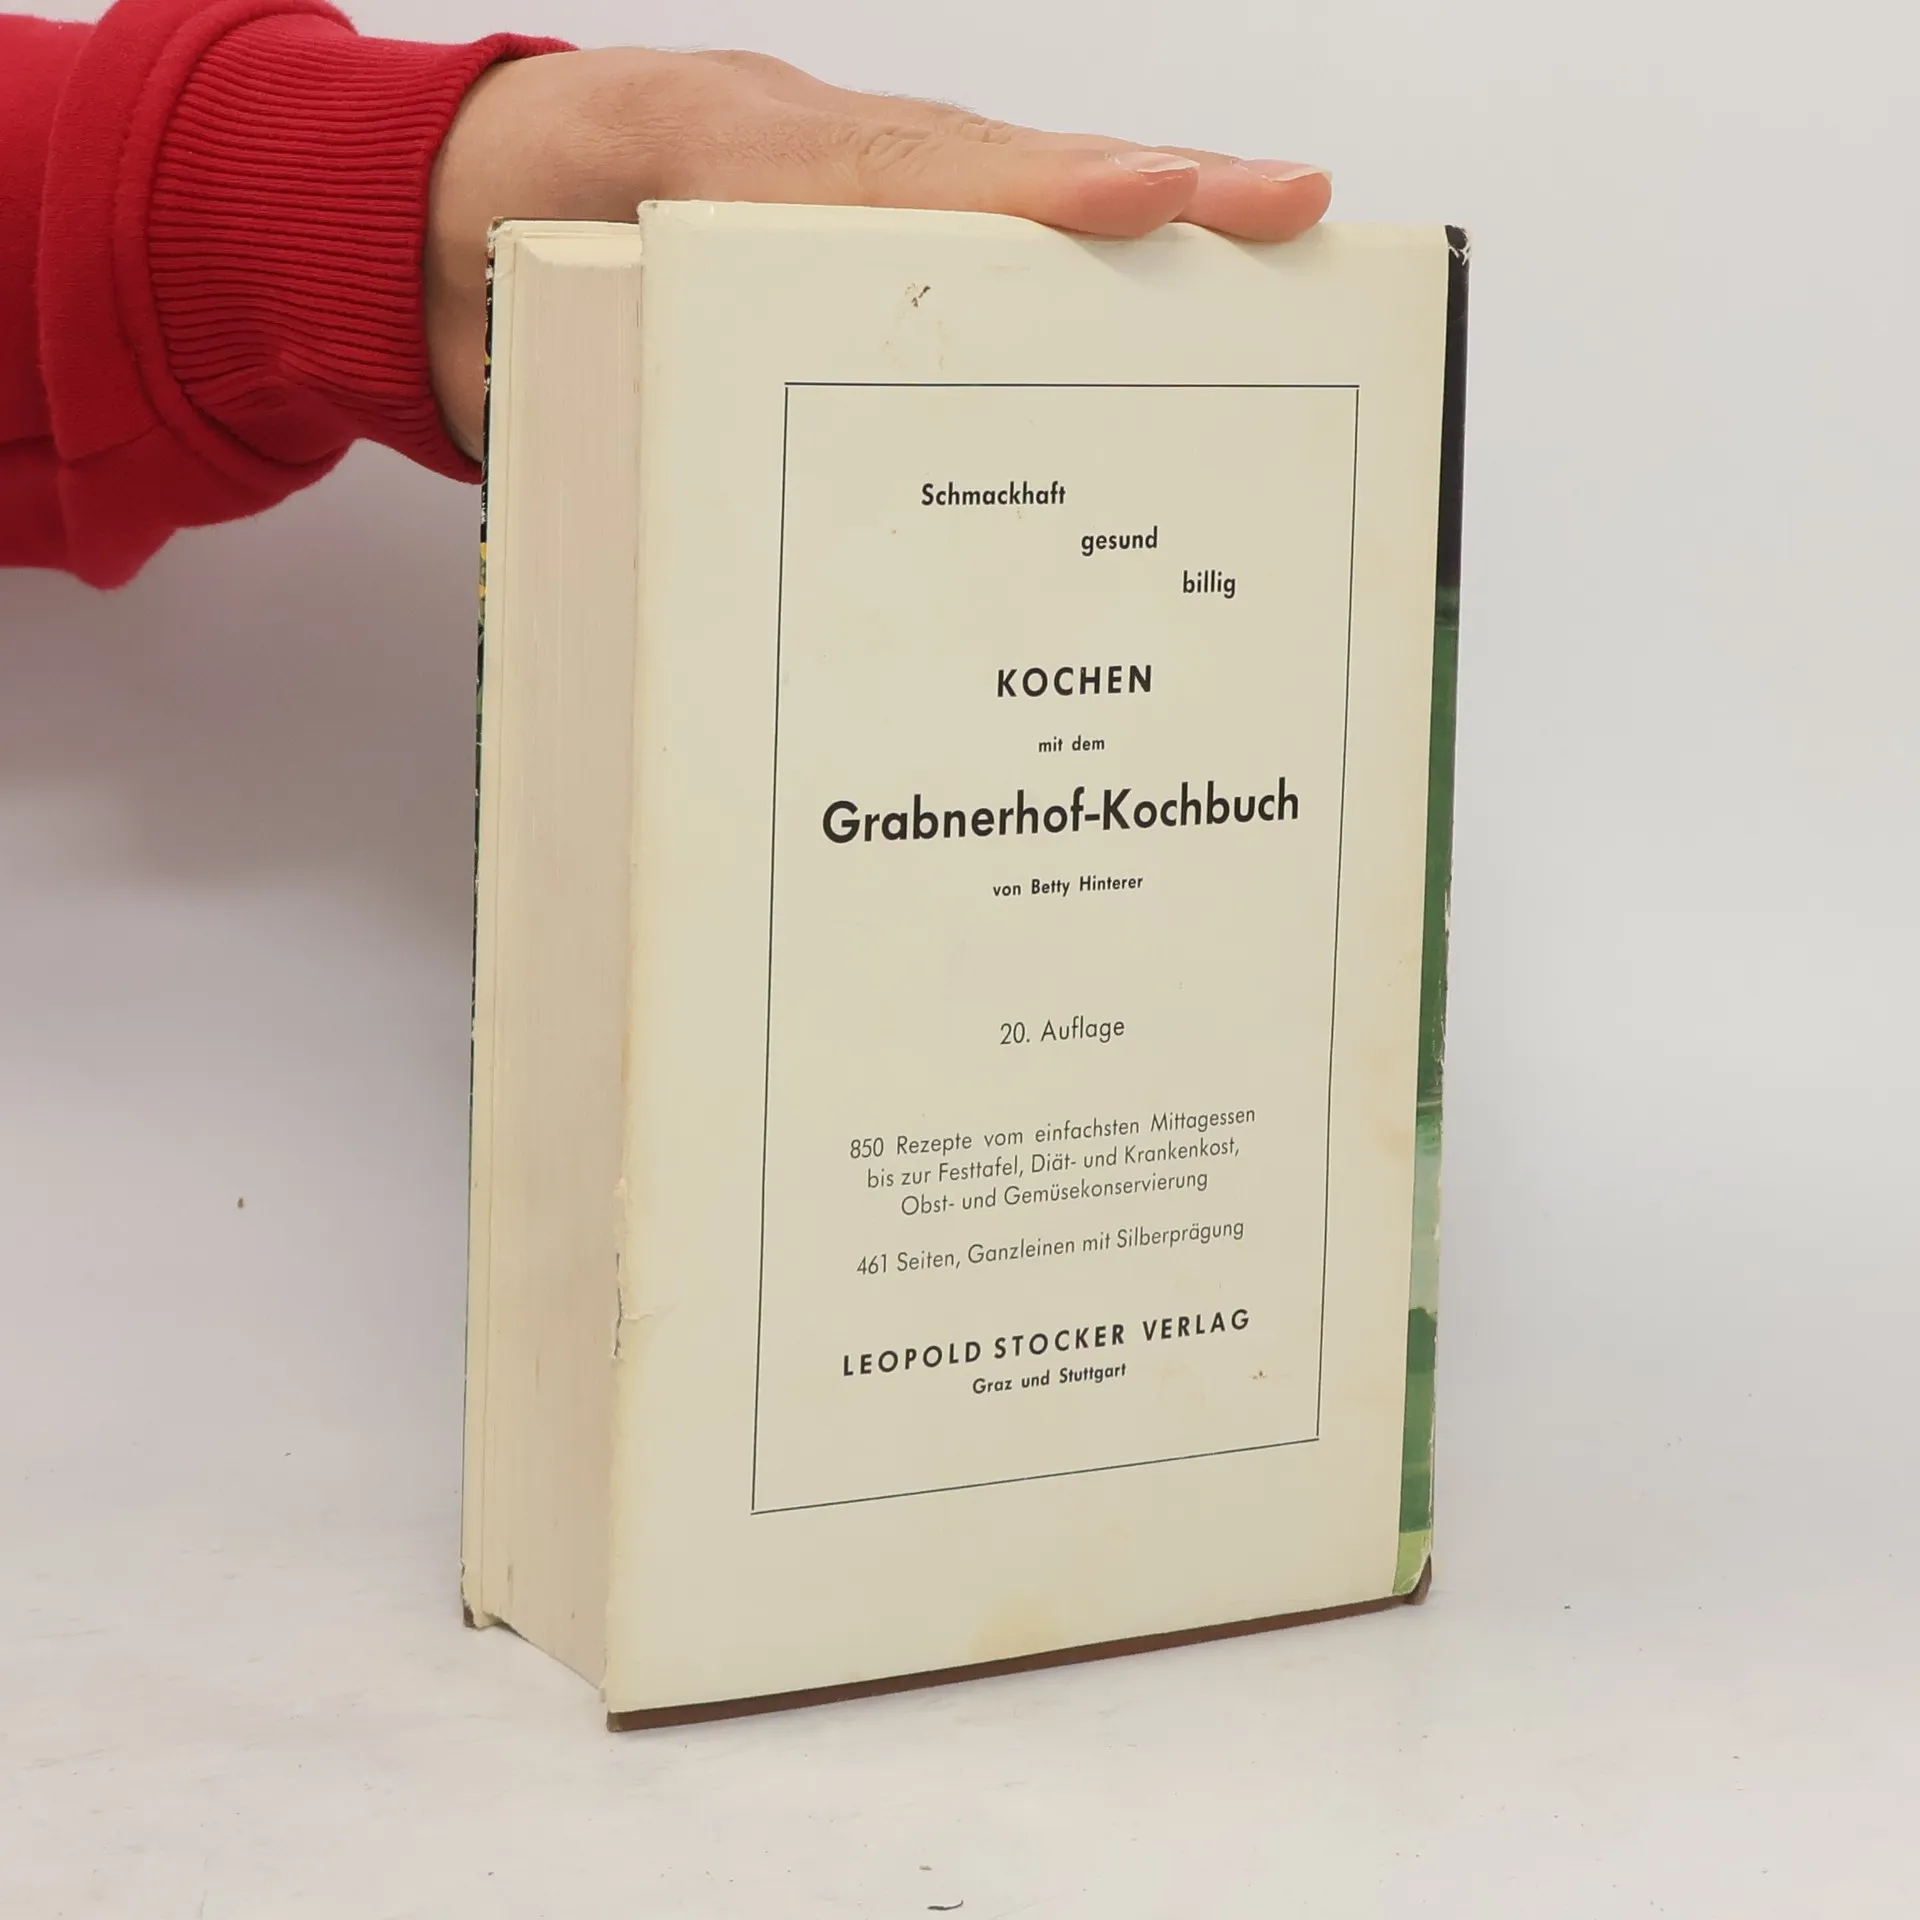 Schmackhaft
gesund
billig
KOCHEN
mit dem
Grabnerhof-Kochbuch
von Betty Hinterer
20. Auflage
850 Rezepte vom einfachsten Mittagessen
bis zur Festtafel, Diät- und Krankenkost,
Obst- und Gemüsekonservierung
461 Seiten, Ganzleinen mit Silberprägung
LEOPOLD STOCKER VERLAG
Graz und Stuttgart